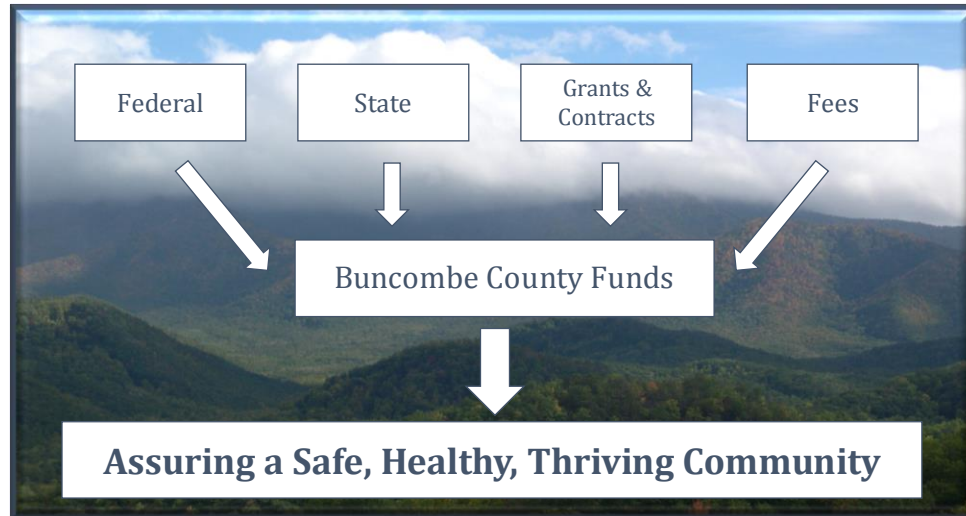 Federal
State
Grants &
Contracts
Fees
Buncombe County Funds
Assuring a Safe, Healthy, Thriving Community